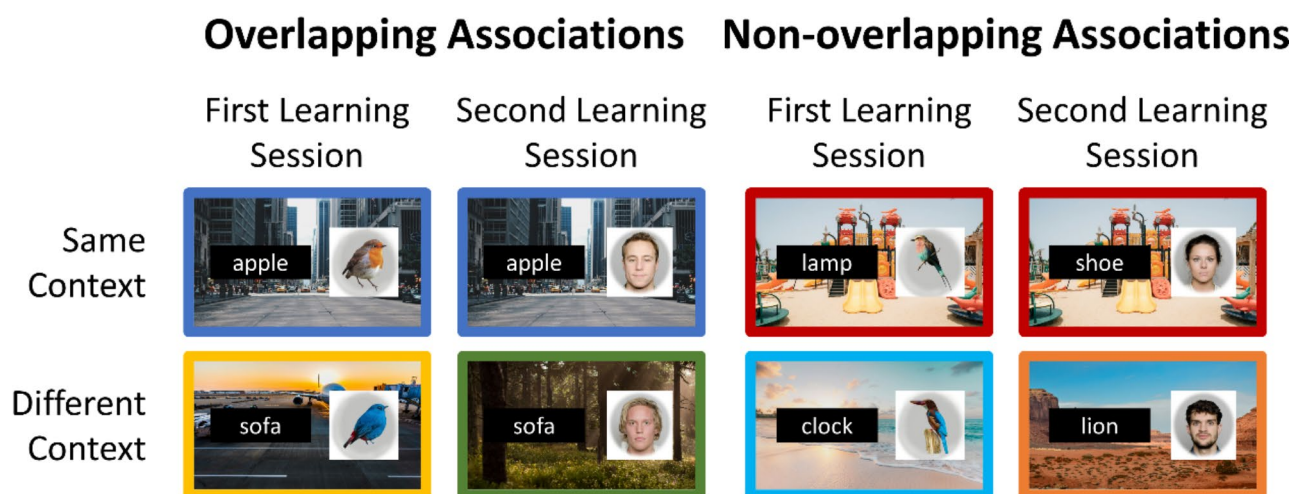 Overlapping Associations
Non-overlapping Associations
First Learning
Session
Second Learning
Session
First Learning
Session
Second Learning
Session
Same
Context
apple
apple
lamp
shoe
Different
Context
sofa
sofa
clock
lion